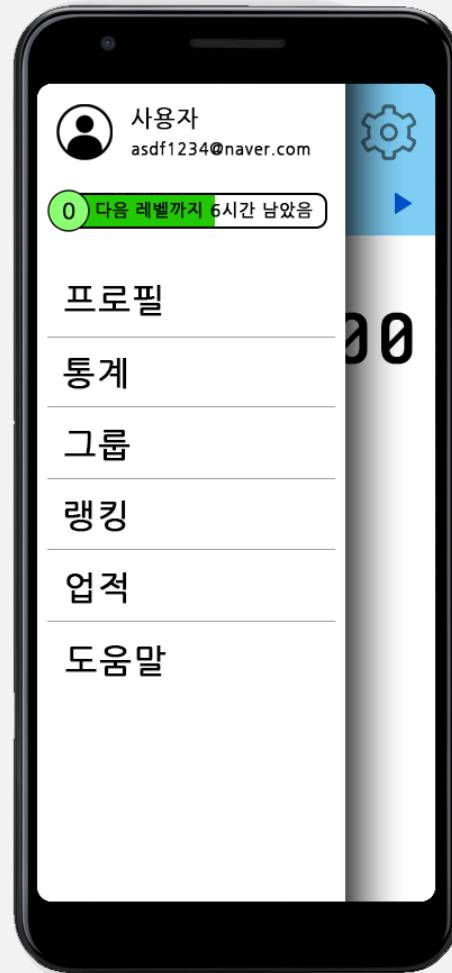 사용자
asdf1234@naver.com
0 다음 레벨까지 6시간 남았음
프로필
00
통계
그룹
랭킹
업적
도움말